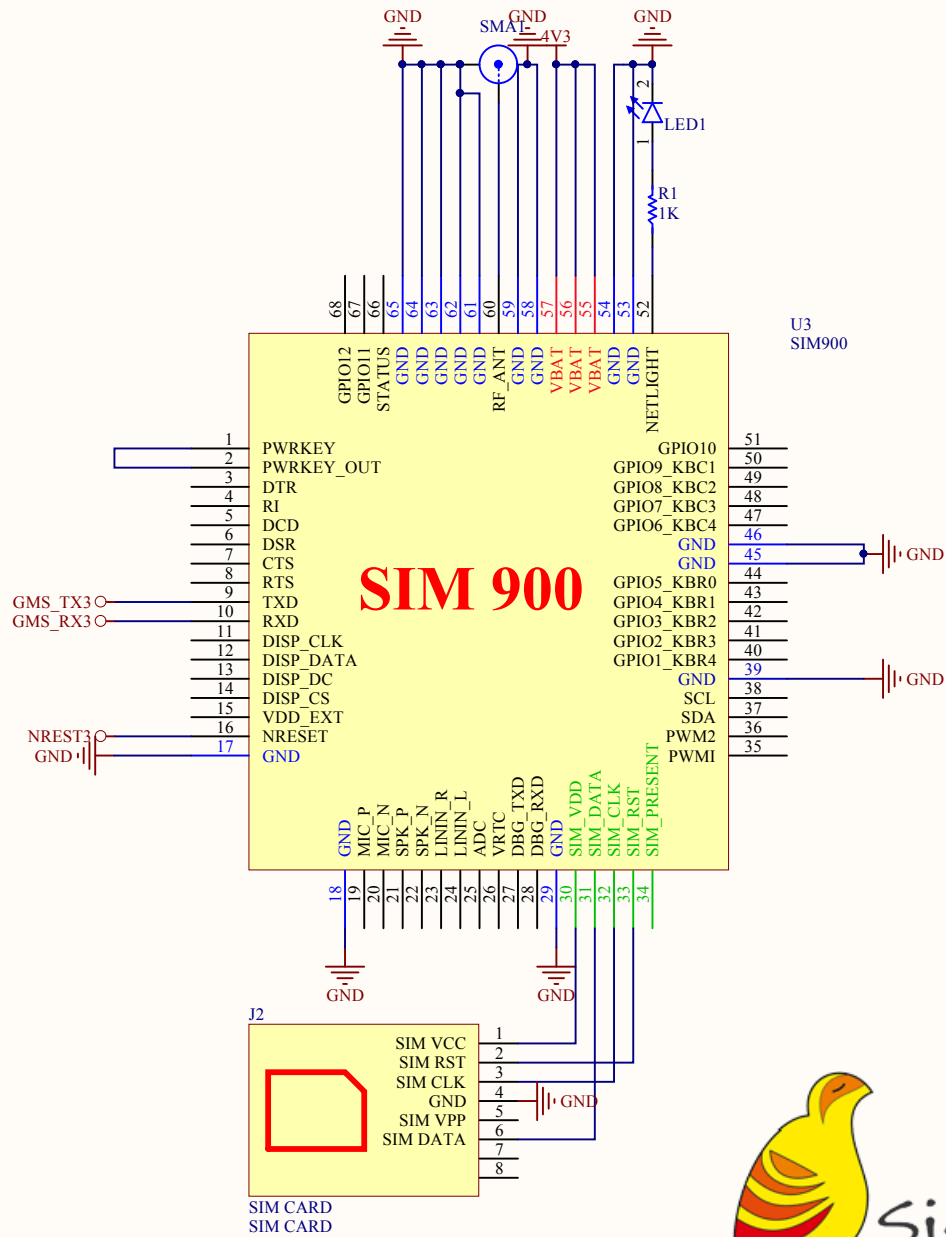 GND
SMAT
GND
4V3
GND
2
LED1
1
R1
1K
68
67
66
65
64
63
62
61
60
59
58
57
56
55
54
53
52
U3
SIM900
GPIO12
GPIO11
STATUS
GND
GND
GND
GND
GND
RF_ANT
GND
GND
VBAT
VBAT
VBAT
GND
GND
NETLIGHT
1 PWRKEY
2 PWRKEY_OUT
3 DTR
4 RI
5 DCD
6 DSR
7 CTS
8 RTS
GMS_TX3 9 TXD
GMS_RX3 10 RXD
11 DISP_CLK
12 DISP_DATA
13 DISP_DC
14 DISP_CS
15 VDD_EXT
NREST3 16 NRESET
GND 17 GND
SIM 900
GPIO10 51
GPIO9_KBC1 50
GPIO8_KBC2 49
GPIO7_KBC3 48
GPIO6_KBC4 47
GND 46
GND 45
GND
GPIO5_KBR0 44
GPIO4_KBR1 43
GPIO3_KBR2 42
GPIO2_KBR3 41
GPIO1_KBR4 40
GND 39 GND
SCL 38
SDA 37
PWM2 36
PWMI 35
GND
MIC_P
MIC_N
SPK_P
SPK_N
LININ_R
LININ_L
ADC
VRTC
DBG_TXD
DBG_RXD
GND
SIM_VDD
SIM_DATA
SIM_CLK
SIM_RST
SIM_PRESENT
18
19
20
21
22
23
24
25
26
27
28
29
30
31
32
33
34
GND
GND
J2
SIM VCC 1
SIM RST 2
SIM CLK 3
GND 4 GND
SIM VPP 5
SIM DATA 6
7
8
SIM CARD
SIM CARD